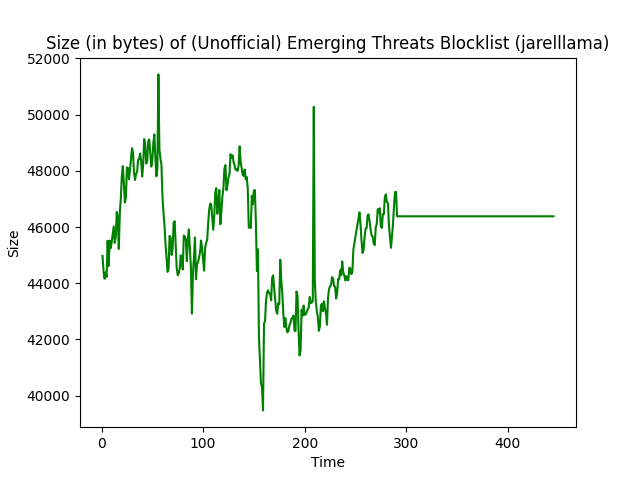 Size (in bytes) of (Unofficial) Emerging Threats Blocklist (jarelllama)
52000
50000
48000
46000
44000
42000
40000
Size
0 100 200 300 400
Time